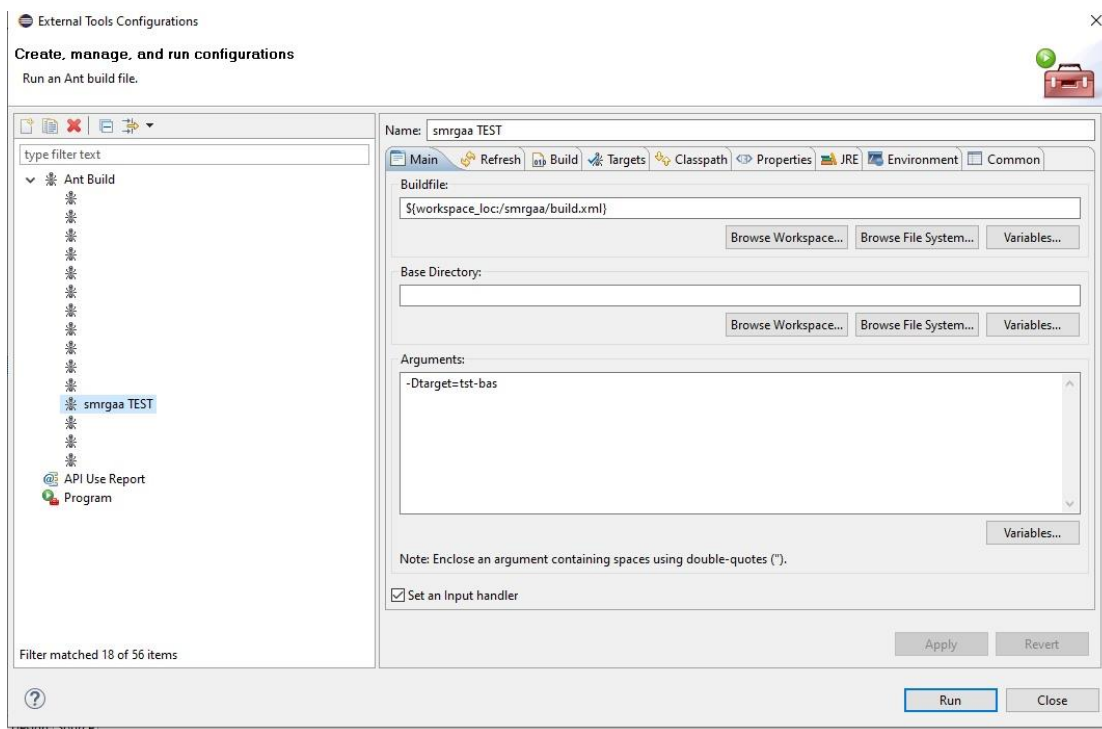 External Tools Configurations
Create, manage, and run configurations
Run an Ant build file.
type filter text
Ant Build
smrgaa TEST
API Use Report
Program
Filter matched 18 of 56 items
Name: smrgaa TEST
Main Refresh Build Targets Classpath Properties JRE Environment Common
Buildfile:
${workspace_loc:/smrgaa/build.xml}
Browse Workspace... Browse File System... Variables...
Base Directory:
Browse Workspace... Browse File System... Variables...
Arguments:
-Dtarget=tst-bas
Variables...
Note: Enclose an argument containing spaces using double-quotes (").
Set an Input handler
Apply Revert
Run Close